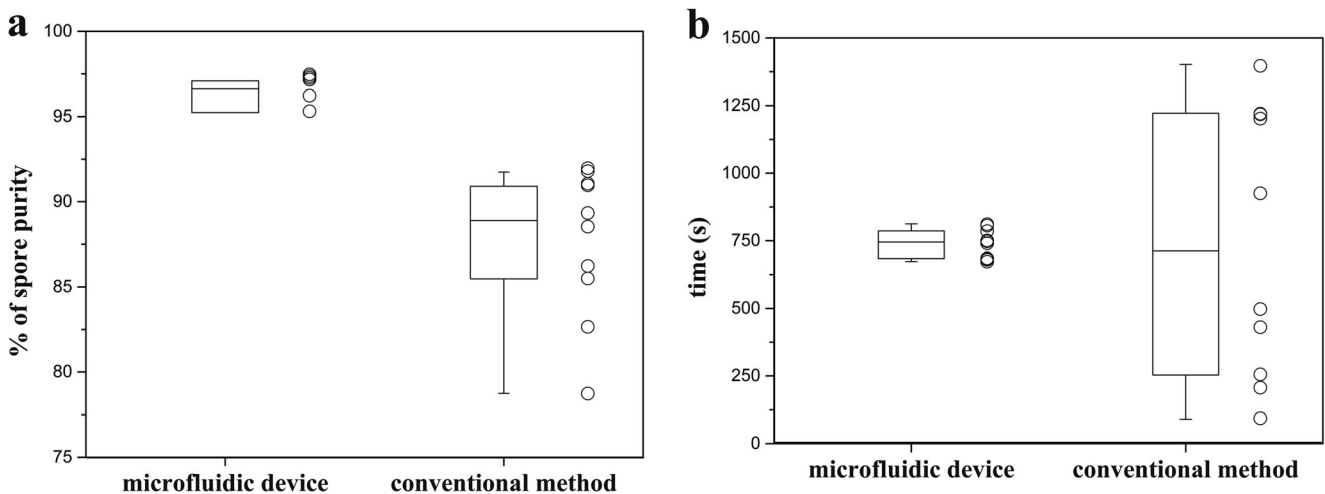 a
100
95
90
85
80
75
% of spore purity
microfluidic device
conventional method
b
1500
1250
1000
750
500
250
0
time (s)
microfluidic device
conventional method